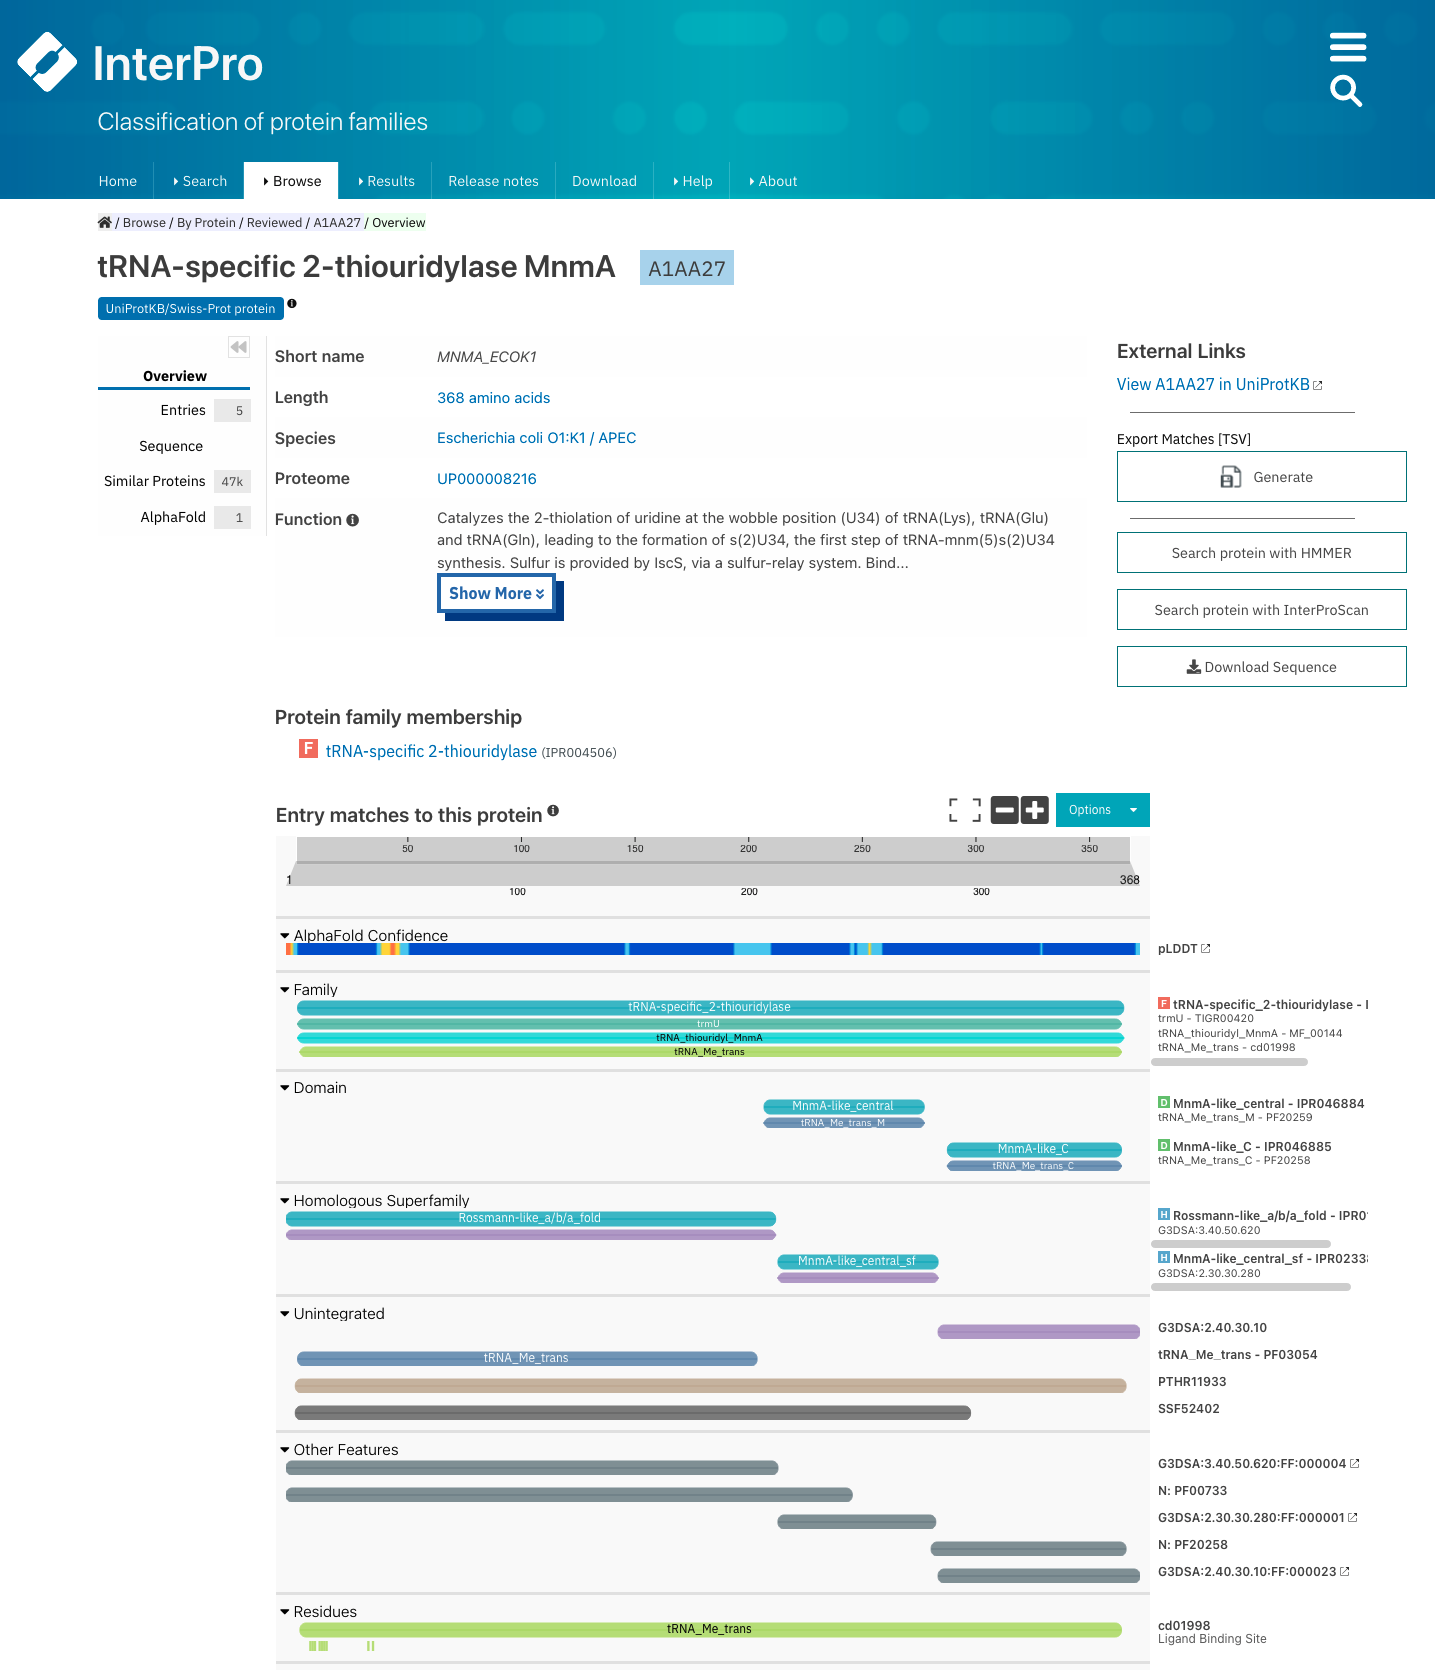 InterPro
Classification of protein families
Home Search Browse Results Release notes Download Help About
/ Browse / By Protein / Reviewed / A1AA27 / Overview
tRNA-specific 2-thiouridylase MnmA A1AA27
UniProtKB/Swiss-Prot protein
Overview
Entries 5
Sequence
Similar Proteins 47k
AlphaFold 1
Short name MNMA_ECOK1
Length 368 amino acids
Species Escherichia coli O1:K1 / APEC
Proteome UP000008216
Function Catalyzes the 2-thiolation of uridine at the wobble position (U34) of tRNA(Lys), tRNA(Glu)
and tRNA(Gln), leading to the formation of s(2)U34, the first step of tRNA-mnm(5)s(2)U34
synthesis. Sulfur is provided by IscS, via a sulfur-relay system. Bind...
Show More
External Links
View A1AA27 in UniProtKB
Export Matches [TSV]
Generate
Search protein with HMMER
Search protein with InterProScan
Download Sequence
Protein family membership
F tRNA-specific 2-thiouridylase (IPR004506)
Entry matches to this protein
Options
50 100 150 200 250 300 350
1 368
100 200 300
AlphaFold Confidence
pLDDT
Family
tRNA-specific_2-thiouridylase
trmU
tRNA_thiouridyl_MnmA
tRNA_Me_trans
F tRNA-specific_2-thiouridylase - I
trmU - TIGR00420
tRNA_thiouridyl_MnmA - MF_00144
tRNA_Me_trans - cd01998
Domain
MnmA-like_central
tRNA_Me_trans_M
D MnmA-like_central - IPR046884
tRNA_Me_trans_M - PF20259
MnmA-like_C
tRNA_Me_trans_C
D MnmA-like_C - IPR046885
tRNA_Me_trans_C - PF20258
Homologous Superfamily
Rossmann-like_a/b/a_fold
H Rossmann-like_a/b/a_fold - IPR01
G3DSA:3.40.50.620
MnmA-like_central_sf
H MnmA-like_central_sf - IPR0233
G3DSA:2.30.30.280
Unintegrated
G3DSA:2.40.30.10
tRNA_Me_trans
tRNA_Me_trans - PF03054
PTHR11933
SSF52402
Other Features
G3DSA:3.40.50.620:FF:000004
N: PF00733
G3DSA:2.30.30.280:FF:000001
N: PF20258
G3DSA:2.40.30.10:FF:000023
Residues
tRNA_Me_trans
cd01998
Ligand Binding Site